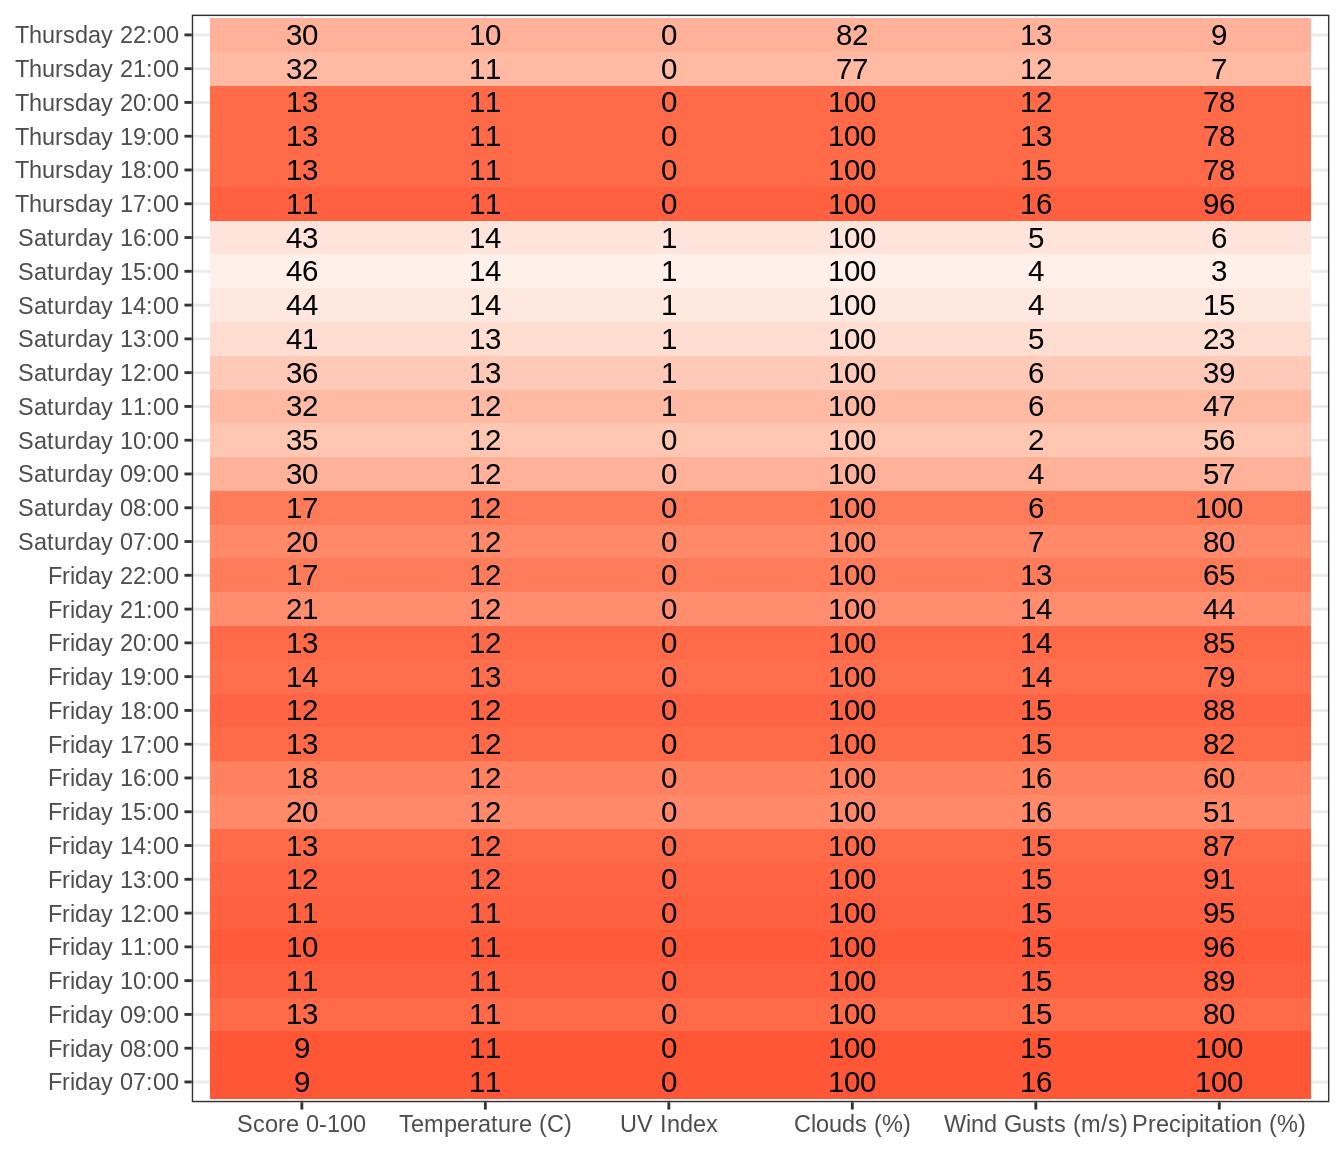 Thursday 22:00 30 10 0 82 13 9
Thursday 21:00 32 11 0 77 12 7
Thursday 20:00 13 11 0 100 12 78
Thursday 19:00 13 11 0 100 13 78
Thursday 18:00 13 11 0 100 15 78
Thursday 17:00 11 11 0 100 16 96
Saturday 16:00 43 14 1 100 5 6
Saturday 15:00 46 14 1 100 4 3
Saturday 14:00 44 14 1 100 4 15
Saturday 13:00 41 13 1 100 5 23
Saturday 12:00 36 13 1 100 6 39
Saturday 11:00 32 12 1 100 6 47
Saturday 10:00 35 12 0 100 2 56
Saturday 09:00 30 12 0 100 4 57
Saturday 08:00 17 12 0 100 6 100
Saturday 07:00 20 12 0 100 7 80
Friday 22:00 17 12 0 100 13 65
Friday 21:00 21 12 0 100 14 44
Friday 20:00 13 12 0 100 14 85
Friday 19:00 14 13 0 100 14 79
Friday 18:00 12 12 0 100 15 88
Friday 17:00 13 12 0 100 15 82
Friday 16:00 18 12 0 100 16 60
Friday 15:00 20 12 0 100 16 51
Friday 14:00 13 12 0 100 15 87
Friday 13:00 12 12 0 100 15 91
Friday 12:00 11 11 0 100 15 95
Friday 11:00 10 11 0 100 15 96
Friday 10:00 11 11 0 100 15 89
Friday 09:00 13 11 0 100 15 80
Friday 08:00 9 11 0 100 15 100
Friday 07:00 9 11 0 100 16 100
Score 0-100 Temperature (C) UV Index Clouds (%) Wind Gusts (m/s) Precipitation (%)